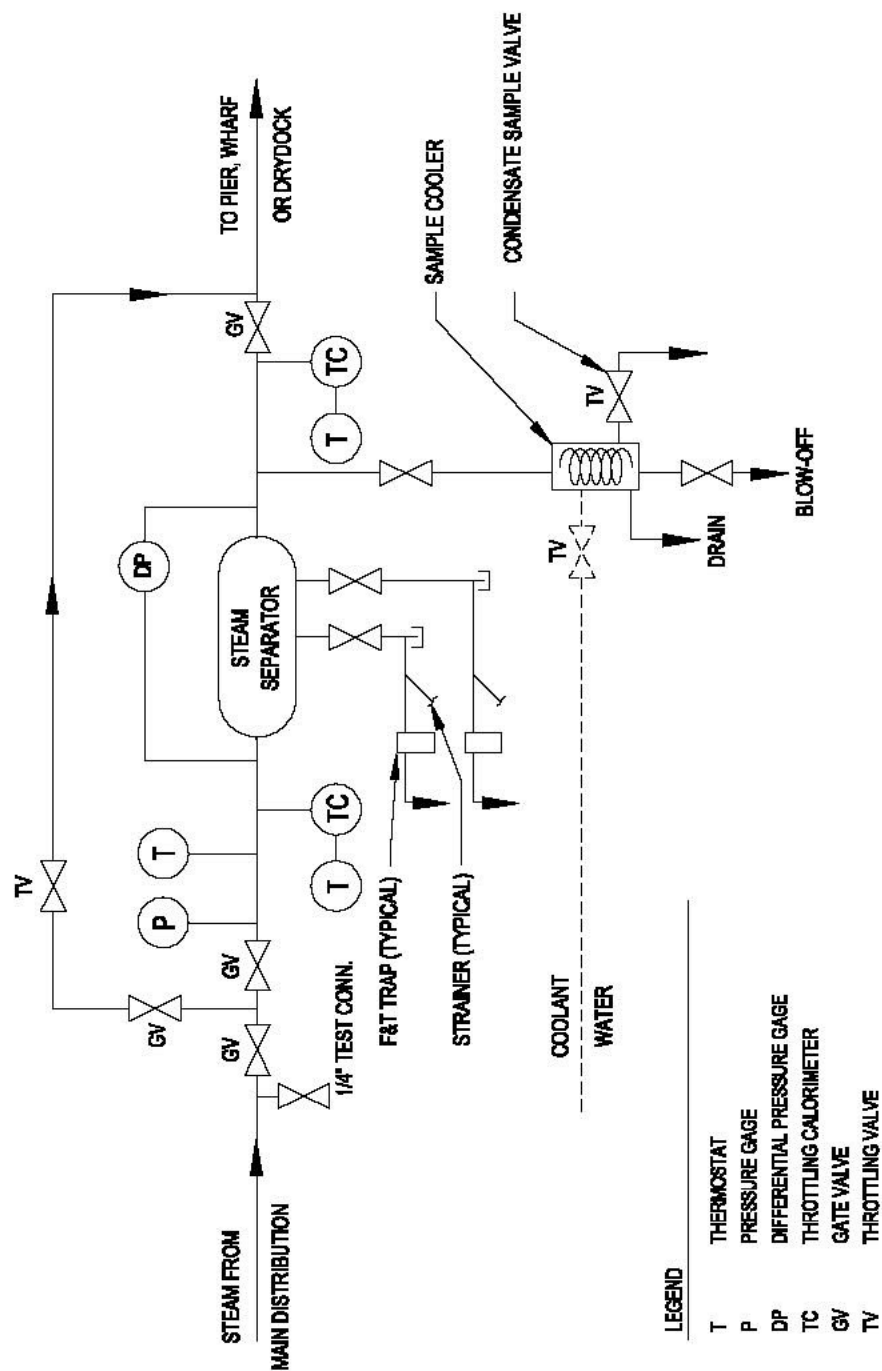 STEAM FROM
MAIN DISTRIBUTION
1/4" TEST CONN.
GV
GV
GV
TV
P
T
T
TC
DP
STEAM
SEPARATOR
F&T TRAP (TYPICAL)
STRAINER (TYPICAL)
T
TC
GV
TO PIER, WHARF
OR DRYDOCK
SAMPLE COOLER
CONDENSATE SAMPLE VALVE
TV
TV
COOLANT
WATER
DRAIN
BLOW-OFF
LEGEND
T THERMOSTAT
P PRESSURE GAGE
DP DIFFERENTIAL PRESSURE GAGE
TC THROTTLING CALORIMETER
GV GATE VALVE
TV THROTTLING VALVE